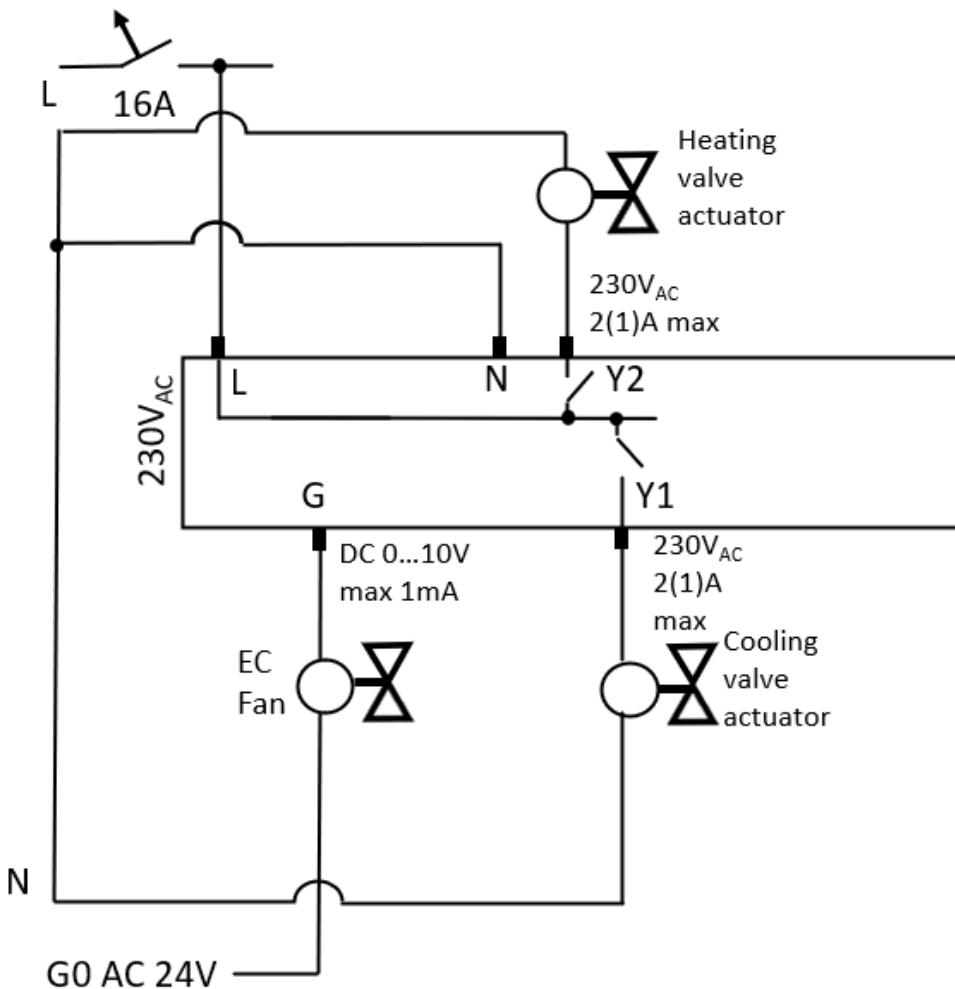 L
16A
Heating
valve
actuator
230VAC
2(1)A max
L
N
Y2
230VAC
G
Y1
DC 0...10V
max 1mA
230VAC
2(1)A
max
EC
Fan
Cooling
valve
actuator
N
G0 AC 24V